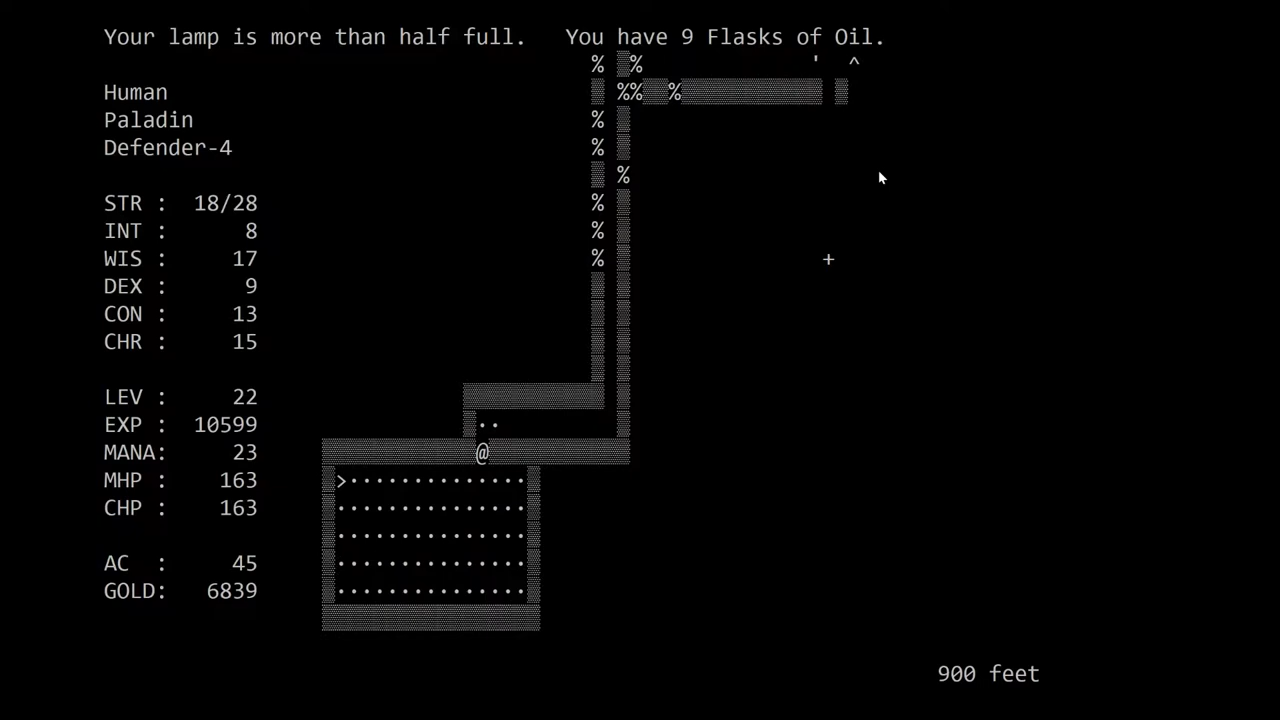 Your lamp is more than half full. You have 9 Flasks of Oil.
% %
' ^
Human
%% %
Paladin
%
Defender-4
%
%
STR : 18/28
%
INT : 8
%
WIS : 17
%
+
DEX : 9
CON : 13
CHR : 15
LEV : 22
EXP : 10599
..
MANA: 23
@
MHP : 163
>..............
CHP : 163
...............
...............
AC : 45
...............
GOLD: 6839
...............
900 feet